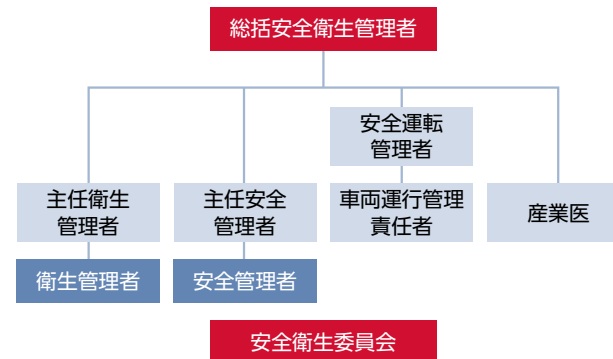 総括安全衛生管理者
安全運転
管理者
主任衛生
管理者
主任安全
管理者
車両運行管理
責任者
産業医
衛生管理者
安全管理者
安全衛生委員会